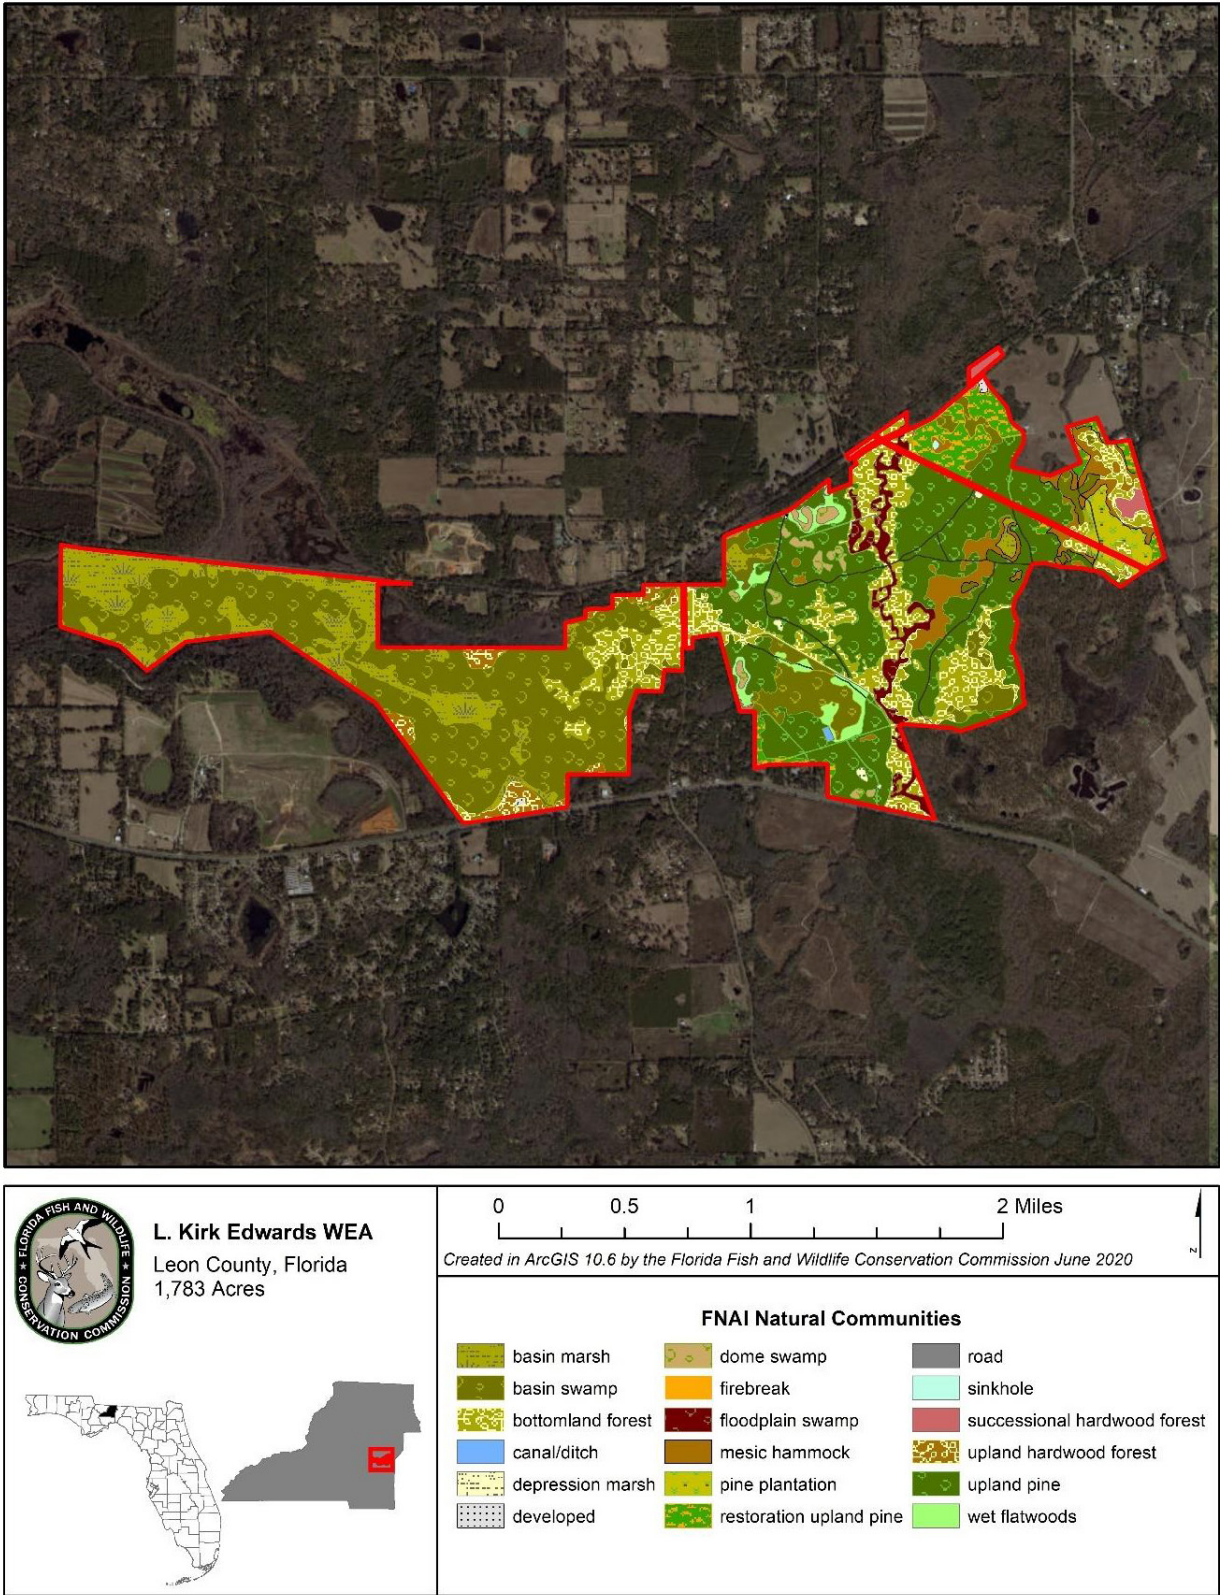 FLORIDA FISH AND WILDLIFE
CONSERVATION COMMISSION
L. Kirk Edwards WEA
Leon County, Florida
1,783 Acres
0 0.5 1 2 Miles
N
Created in ArcGIS 10.6 by the Florida Fish and Wildlife Conservation Commission June 2020
FNAI Natural Communities
basin marsh
basin swamp
bottomland forest
canal/ditch
depression marsh
developed
dome swamp
firebreak
floodplain swamp
mesic hammock
pine plantation
restoration upland pine
road
sinkhole
successional hardwood forest
upland hardwood forest
upland pine
wet flatwoods